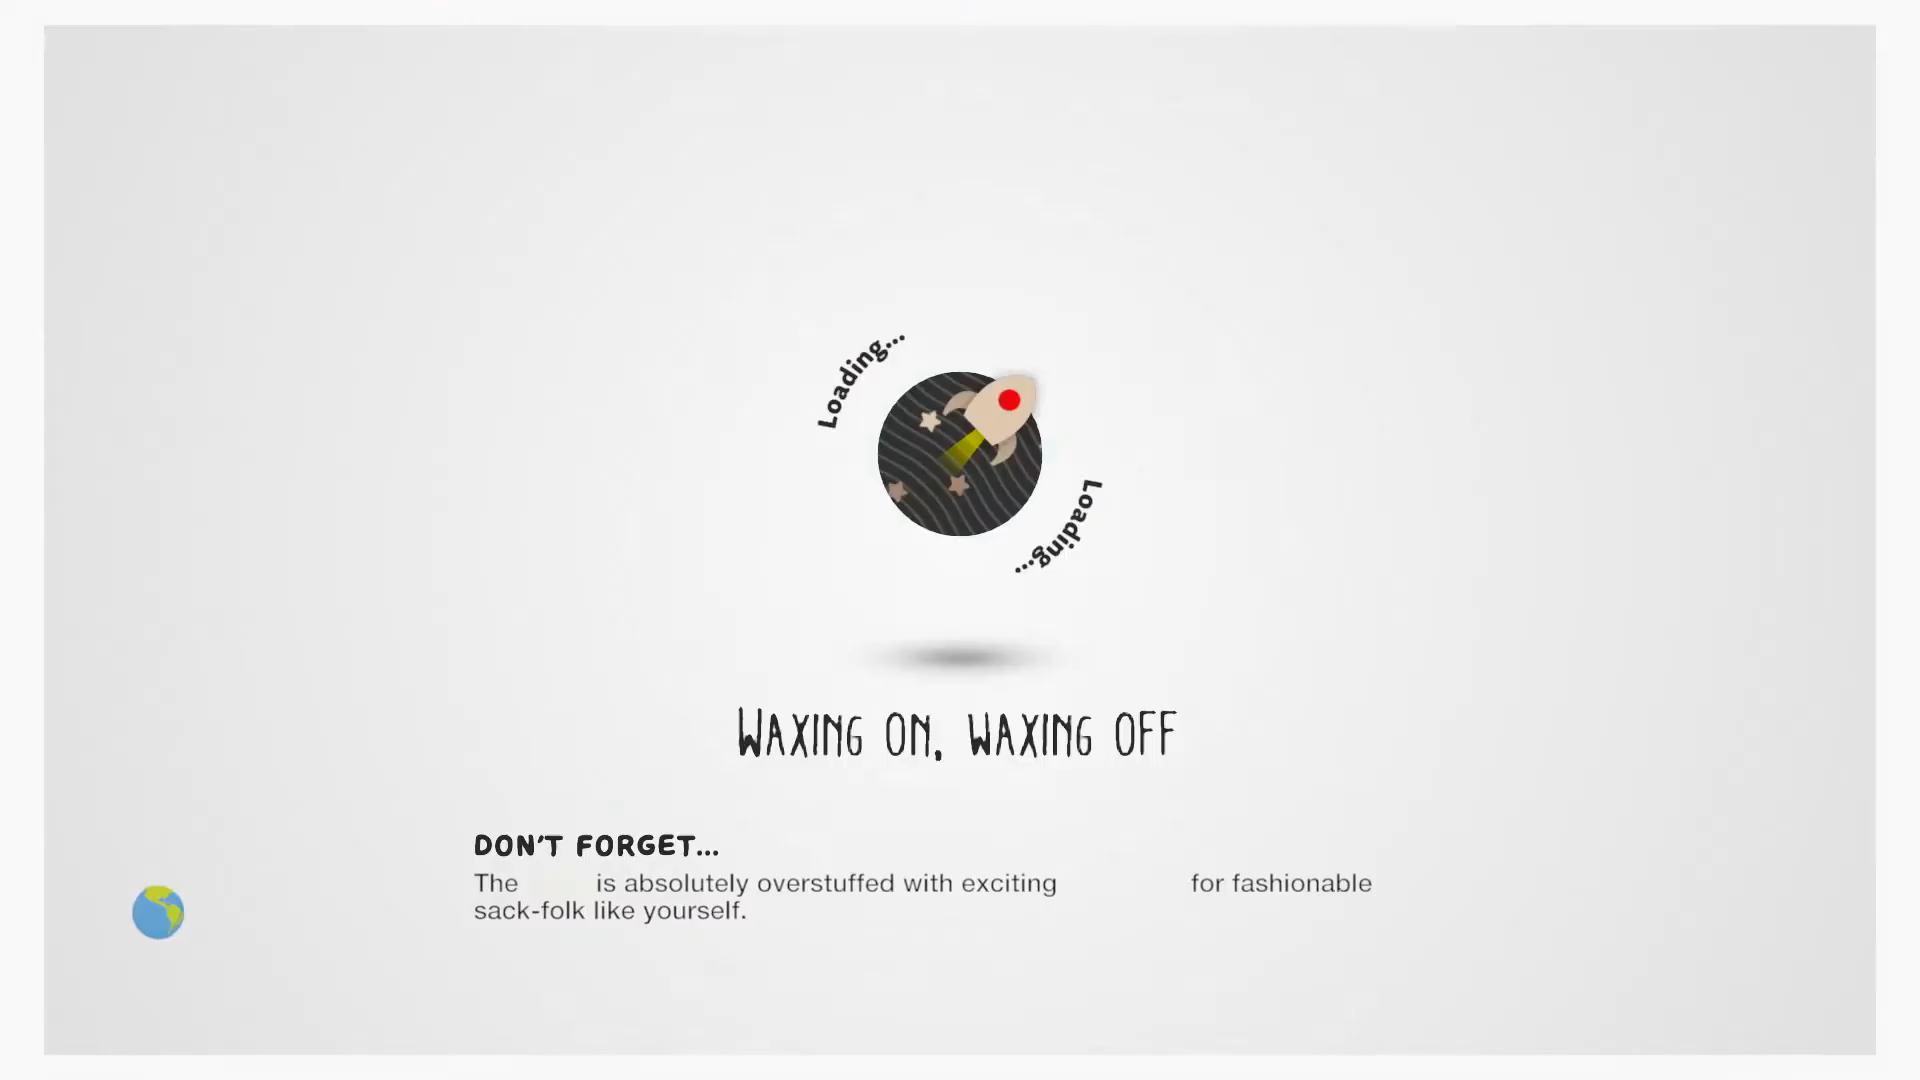 Loading...
Loading...
Waxing on, waxing off
DON'T FORGET...
The is absolutely overstuffed with exciting for fashionable
sack-folk like yourself.